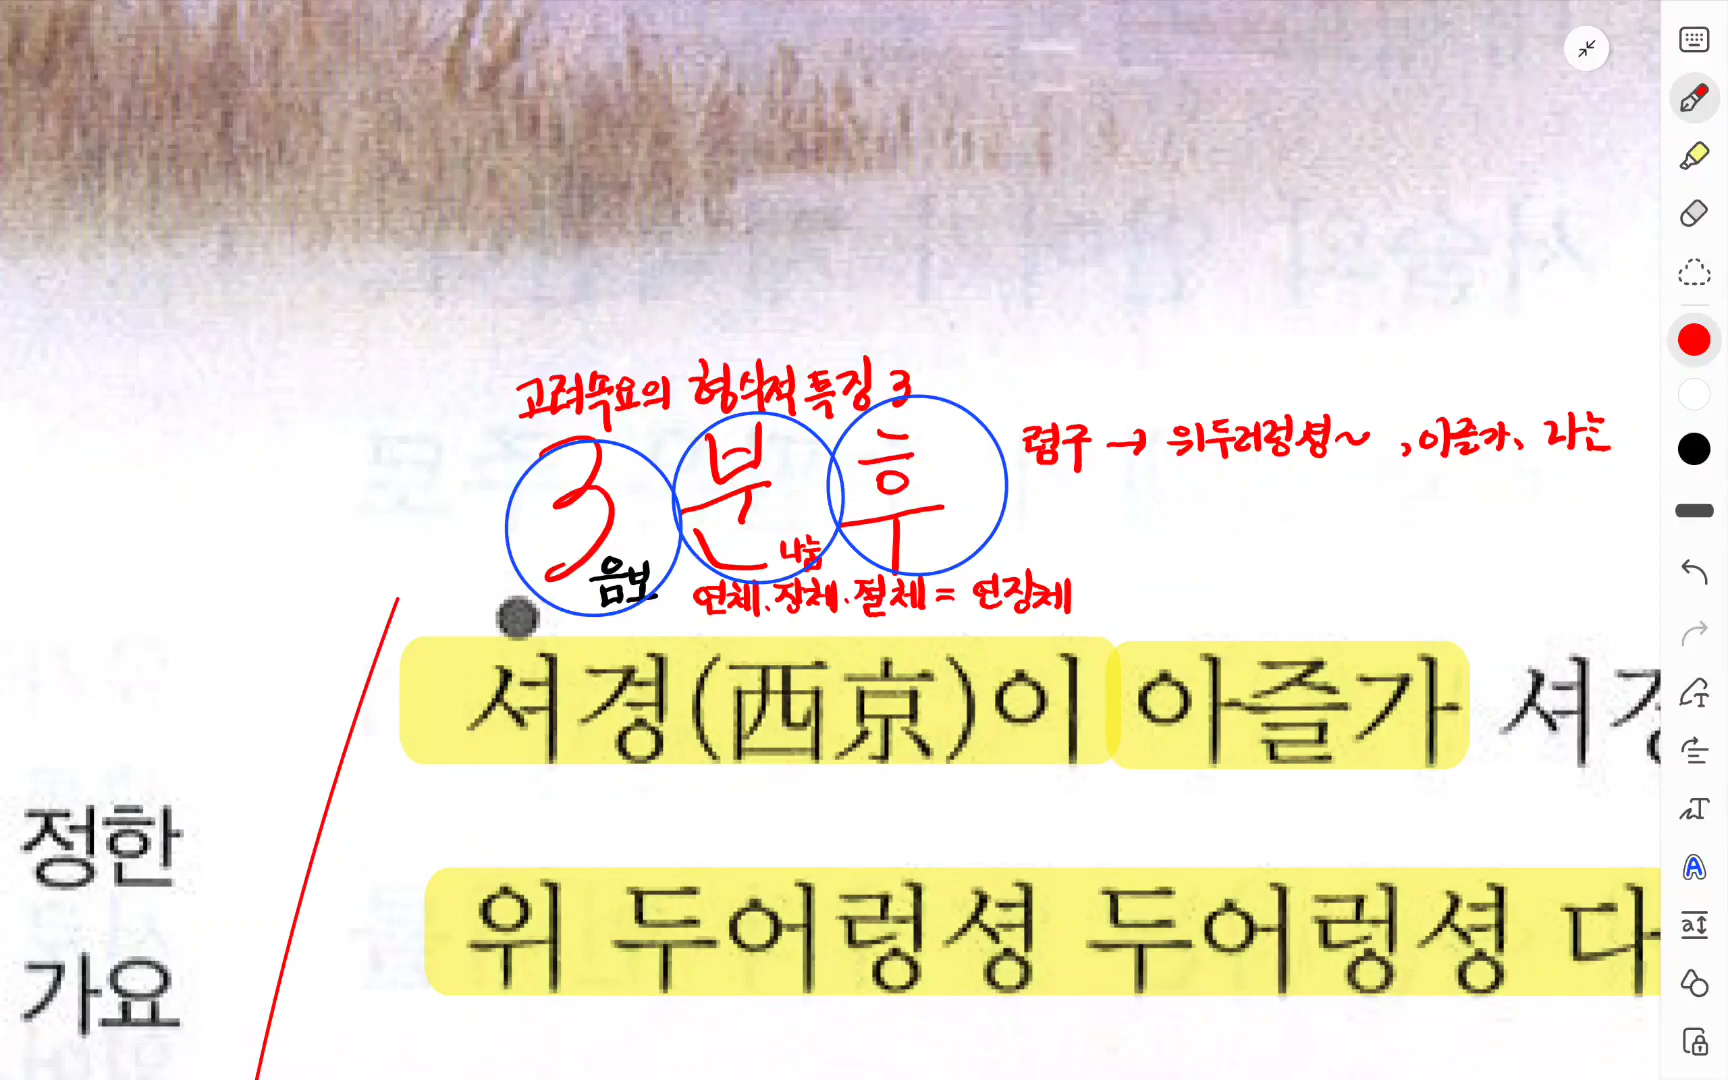 고려속요의 형식적 특징 3
3 분 후
음보
나눔
렴구 → 위두러렁셩~ , 아즐가, 나는
연체.장체.절체 = 연장체
셔경(西京)이 아즐가 셔경
위 두어렁셩 두어렁셩 다
정한
가요